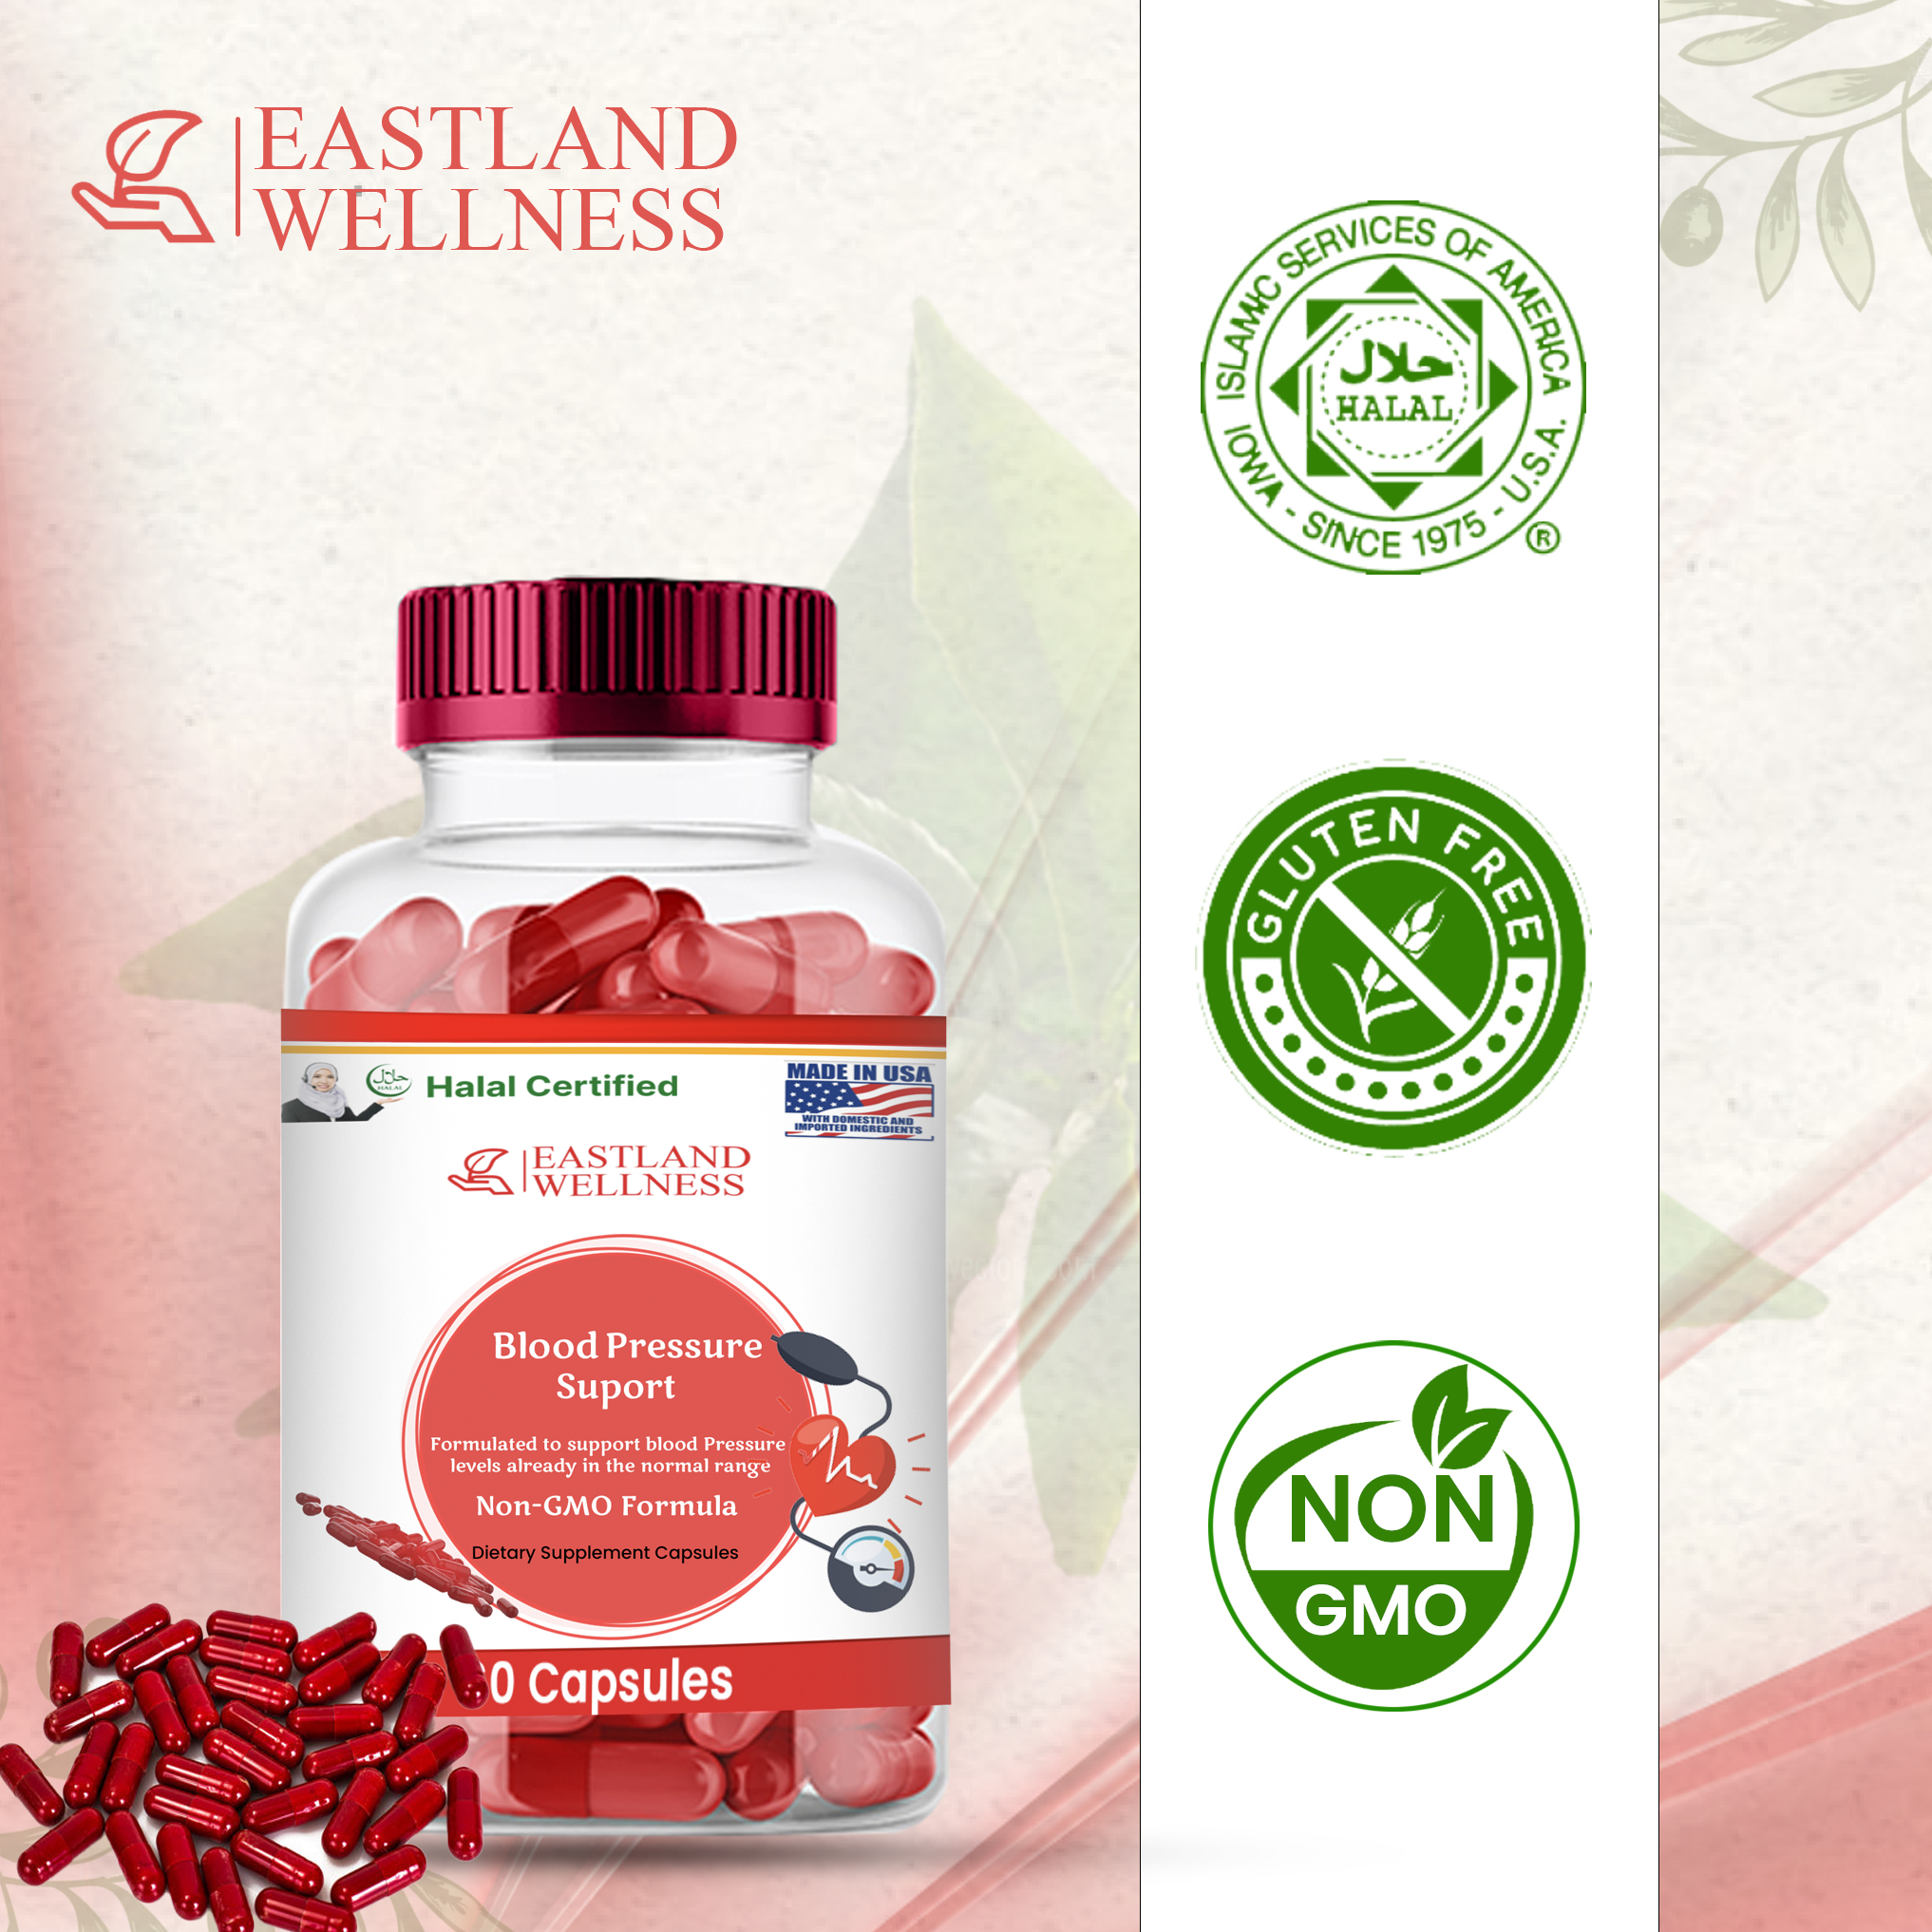 EASTLAND
WELLNESS
حلال
HALAL
Halal Certified
MADE IN USA
WITH DOMESTIC AND
IMPORTED INGREDIENTS
EASTLAND
WELLNESS
Blood Pressure
Suport
Formulated to support blood Pressure
levels already in the normal range
Non-GMO Formula
Dietary Supplement Capsules
0 Capsules
ISLAMIC SERVICES OF AMERICA
حلال
HALAL
IOWA - SINCE 1975 - U.S.A.
®
GLUTEN FREE
NON
GMO